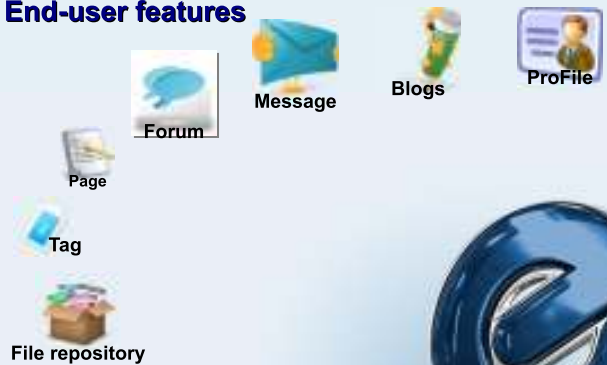 End-user features
ProFile
Blogs
Message
Forum
Page
Tag
File repository